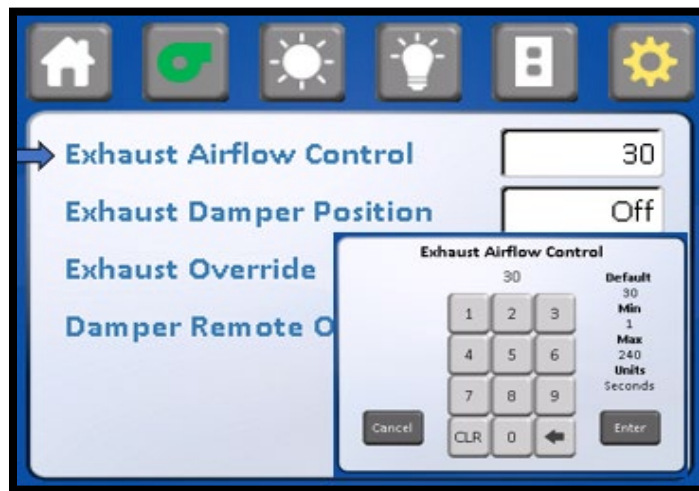 Exhaust Airflow Control 30
Exhaust Damper Position Off
Exhaust Override
Damper Remote O
Exhaust Airflow Control
30
Default
30
Min
1
Max
240
Units
Seconds
1 2 3
4 5 6
7 8 9
Cancel CLR 0 Enter